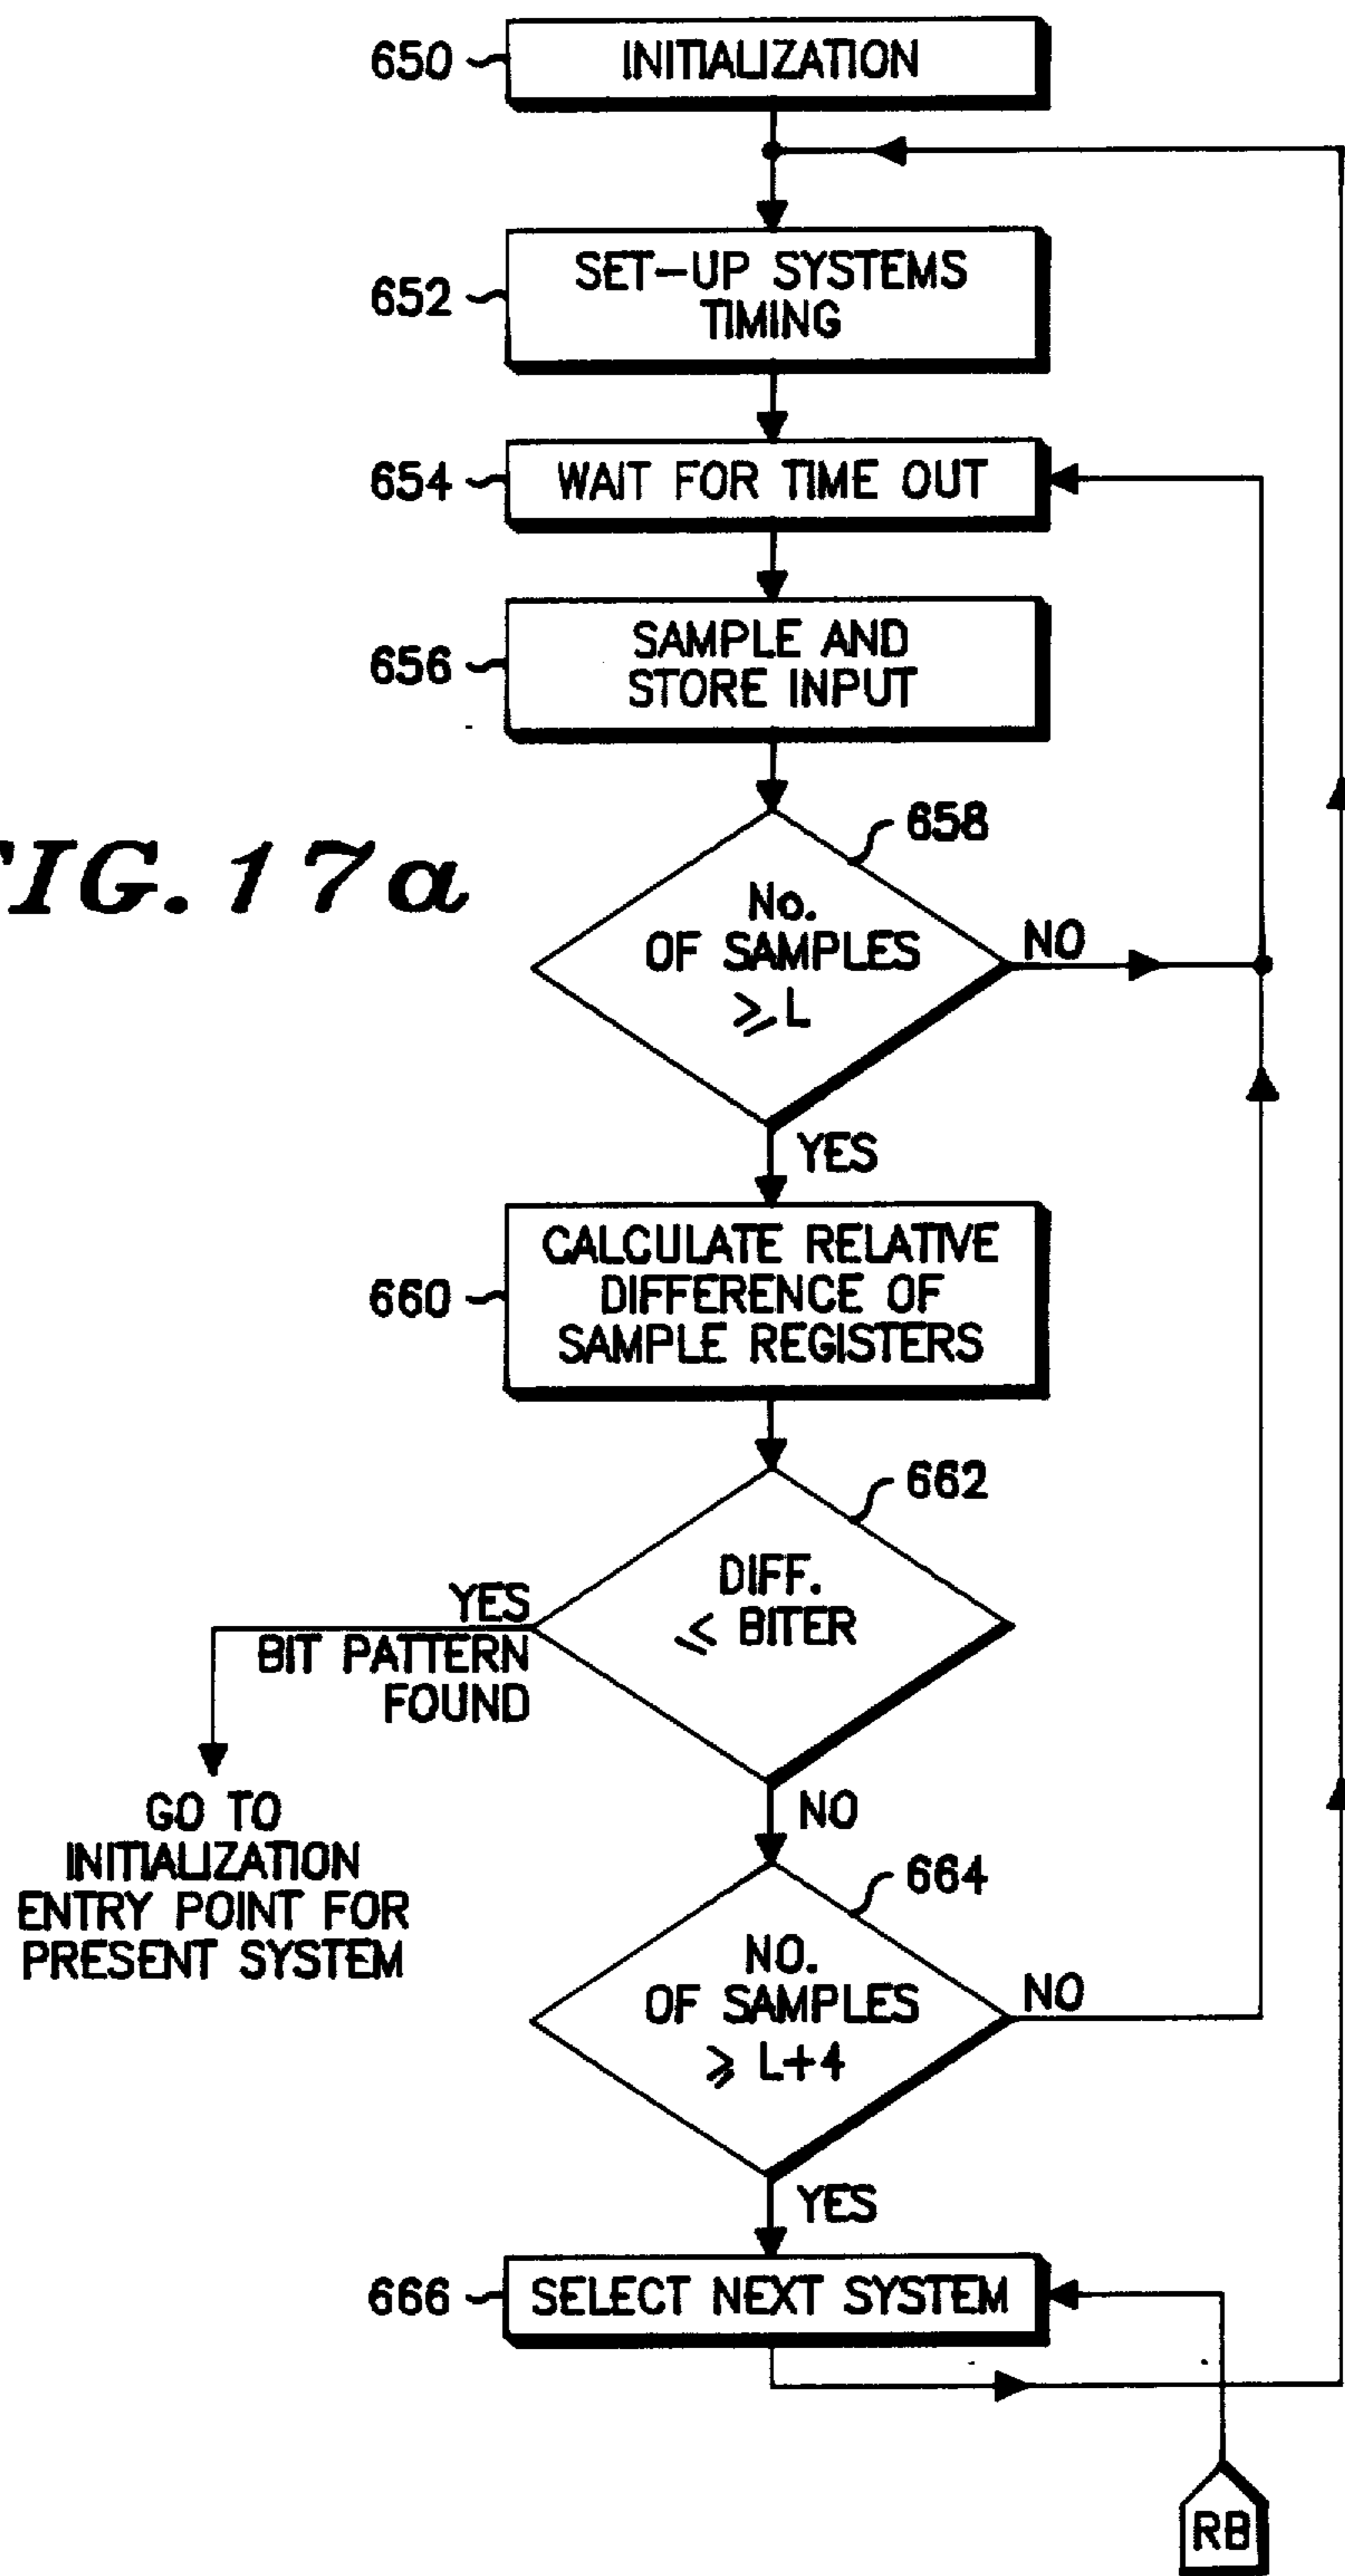 650
INITIALIZATION
652
SET-UP SYSTEMS
TIMING
654
WAIT FOR TIME OUT
656
SAMPLE AND
STORE INPUT
FIG. 17a
658
No.
OF SAMPLES
≥ L
NO
YES
660
CALCULATE RELATIVE
DIFFERENCE OF
SAMPLE REGISTERS
662
DIFF.
≤ BITER
YES
BIT PATTERN
FOUND
GO TO
INITIALIZATION
ENTRY POINT FOR
PRESENT SYSTEM
NO
664
NO.
OF SAMPLES
≥ L+4
NO
YES
666
SELECT NEXT SYSTEM
RB